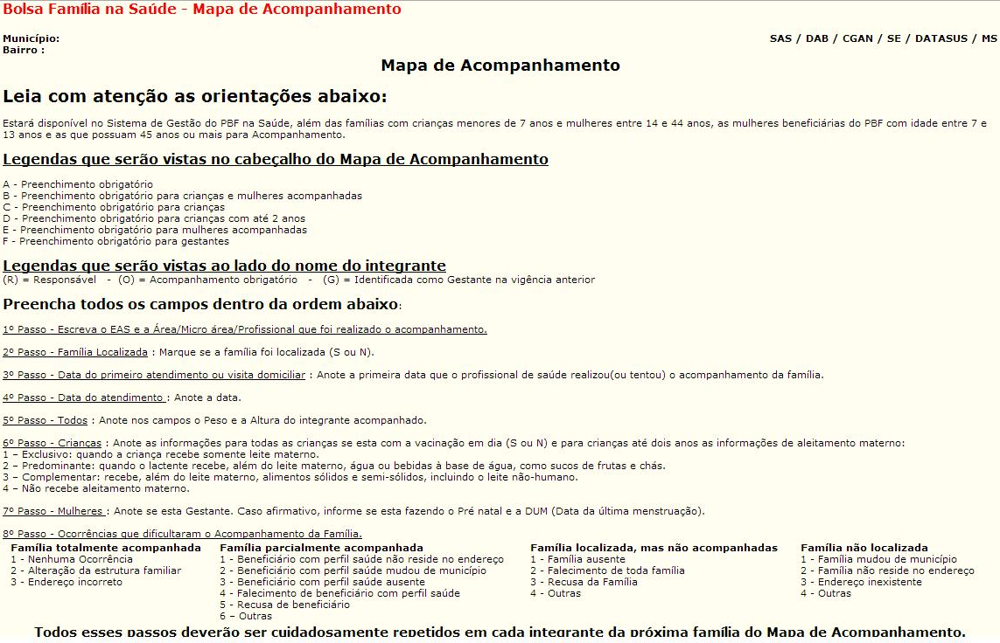 Bolsa Família na Saúde - Mapa de Acompanhamento
Município:
SAS / DAB / CGAN / SE / DATASUS / MS
Bairro :
Mapa de Acompanhamento
Leia com atenção as orientações abaixo:
Estará disponível no Sistema de Gestão do PBF na Saúde, além das famílias com crianças menores de 7 anos e mulheres entre 14 e 44 anos, as mulheres beneficiárias do PBF com idade entre 7 e
13 anos e as que possuam 45 anos ou mais para Acompanhamento.
Legendas que serão vistas no cabeçalho do Mapa de Acompanhamento
A - Preenchimento obrigatório
B - Preenchimento obrigatório para crianças e mulheres acompanhadas
C - Preenchimento obrigatório para crianças
D - Preenchimento obrigatório para crianças com até 2 anos
E - Preenchimento obrigatório para mulheres acompanhadas
F - Preenchimento obrigatório para gestantes
Legendas que serão vistas ao lado do nome do integrante
(R) = Responsável - (O) = Acompanhamento obrigatório - (G) = Identificada como Gestante na vigência anterior
Preencha todos os campos dentro da ordem abaixo:
1º Passo - Escreva o EAS e a Área/Micro área/Profissional que foi realizado o acompanhamento.
2º Passo - Família Localizada : Marque se a família foi localizada (S ou N).
3º Passo - Data do primeiro atendimento ou visita domiciliar : Anote a primeira data que o profissional de saúde realizou(ou tentou) o acompanhamento da família.
4º Passo - Data do atendimento : Anote a data.
5º Passo - Todos : Anote nos campos o Peso e a Altura do integrante acompanhado.
6º Passo - Crianças : Anote as informações para todas as crianças se esta com a vacinação em dia (S ou N) e para crianças até dois anos as informações de aleitamento materno:
1 – Exclusivo: quando a criança recebe somente leite materno.
2 – Predominante: quando o lactente recebe, além do leite materno, água ou bebidas à base de água, como sucos de frutas e chás.
3 – Complementar: recebe, além do leite materno, alimentos sólidos e semi-sólidos, incluindo o leite não-humano.
4 – Não recebe aleitamento materno.
7º Passo - Mulheres : Anote se esta Gestante. Caso afirmativo, informe se esta fazendo o Pré natal e a DUM (Data da última menstruação).
8º Passo - Ocorrências que dificultaram o Acompanhamento da Família.
Família totalmente acompanhada
1 - Nenhuma Ocorrência
2 - Alteração da estrutura familiar
3 - Endereço incorreto
Família parcialmente acompanhada
1 - Beneficiário com perfil saúde não reside no endereço
2 - Beneficiário com perfil saúde mudou de município
3 - Beneficiário com perfil saúde ausente
4 - Falecimento de beneficiário com perfil saúde
5 - Recusa de beneficiário
6 – Outras
Família localizada, mas não acompanhadas
1 - Família ausente
2 - Falecimento de toda família
3 - Recusa da Família
4 - Outras
Família não localizada
1 - Família mudou de município
2 - Família não reside no endereço
3 - Endereço inexistente
4 - Outras
Todos esses passos deverão ser cuidadosamente repetidos em cada integrante da próxima família do Mapa de Acompanhamento.